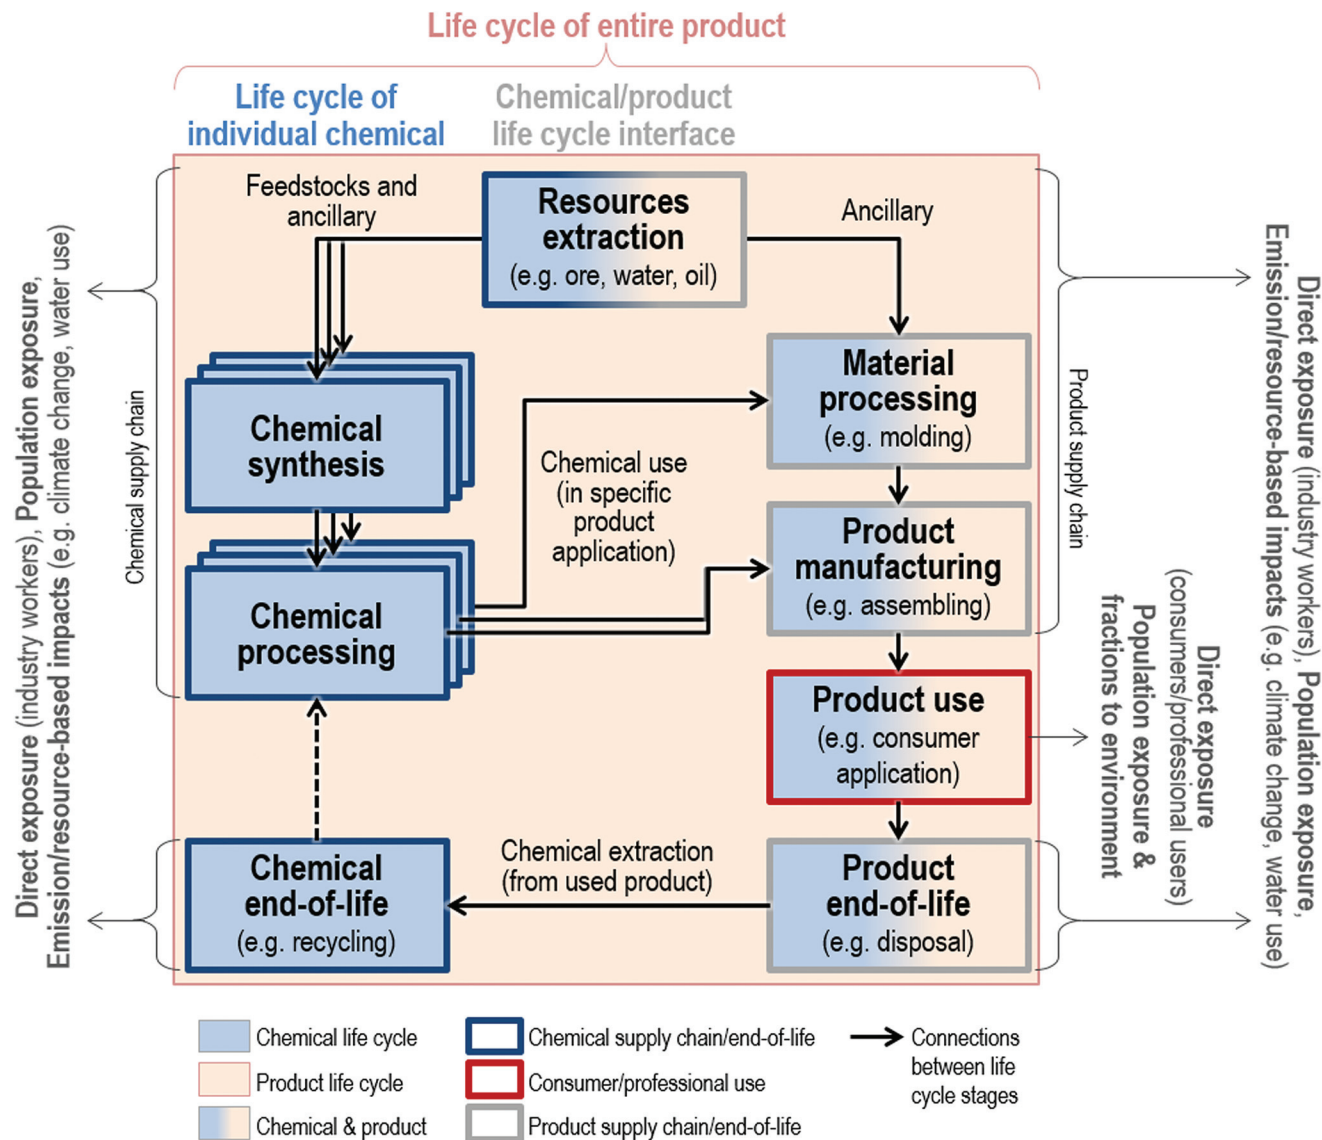 Life cycle of entire product
Life cycle of
individual chemical
Chemical/product
life cycle interface
Feedstocks and
ancillary
Resources
extraction
(e.g. ore, water, oil)
Ancillary
Chemical
synthesis
Material
processing
(e.g. molding)
Chemical use
(in specific
product
application)
Chemical
processing
Product
manufacturing
(e.g. assembling)
Product use
(e.g. consumer
application)
Chemical
end-of-life
(e.g. recycling)
Chemical extraction
(from used product)
Product
end-of-life
(e.g. disposal)
Direct exposure (industry workers), Population exposure,
Emission/resource-based impacts (e.g. climate change, water use)
Chemical supply chain
Product supply chain
Direct exposure
(consumers/professional users)
Population exposure &
fractions to environment
Direct exposure (industry workers), Population exposure,
Emission/resource-based impacts (e.g. climate change, water use)
Chemical life cycle
Product life cycle
Chemical & product
Chemical supply chain/end-of-life
Consumer/professional use
Product supply chain/end-of-life
Connections
between life
cycle stages